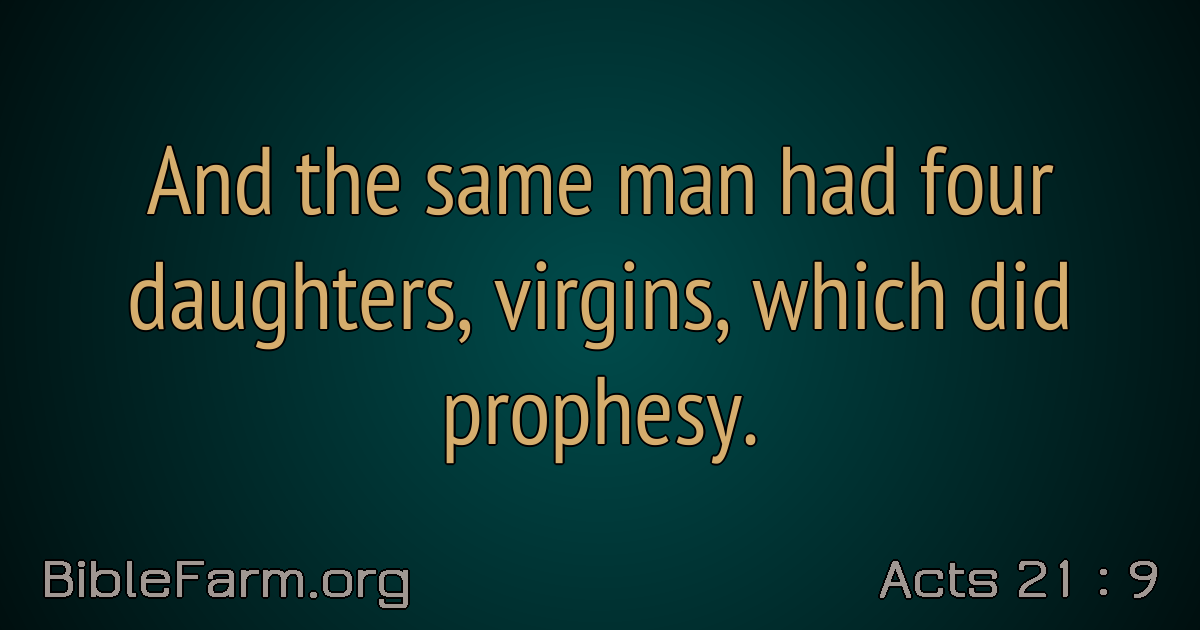 And the same man had four
daughters, virgins, which did
prophesy.
BibleFarm.org
Acts 21 : 9